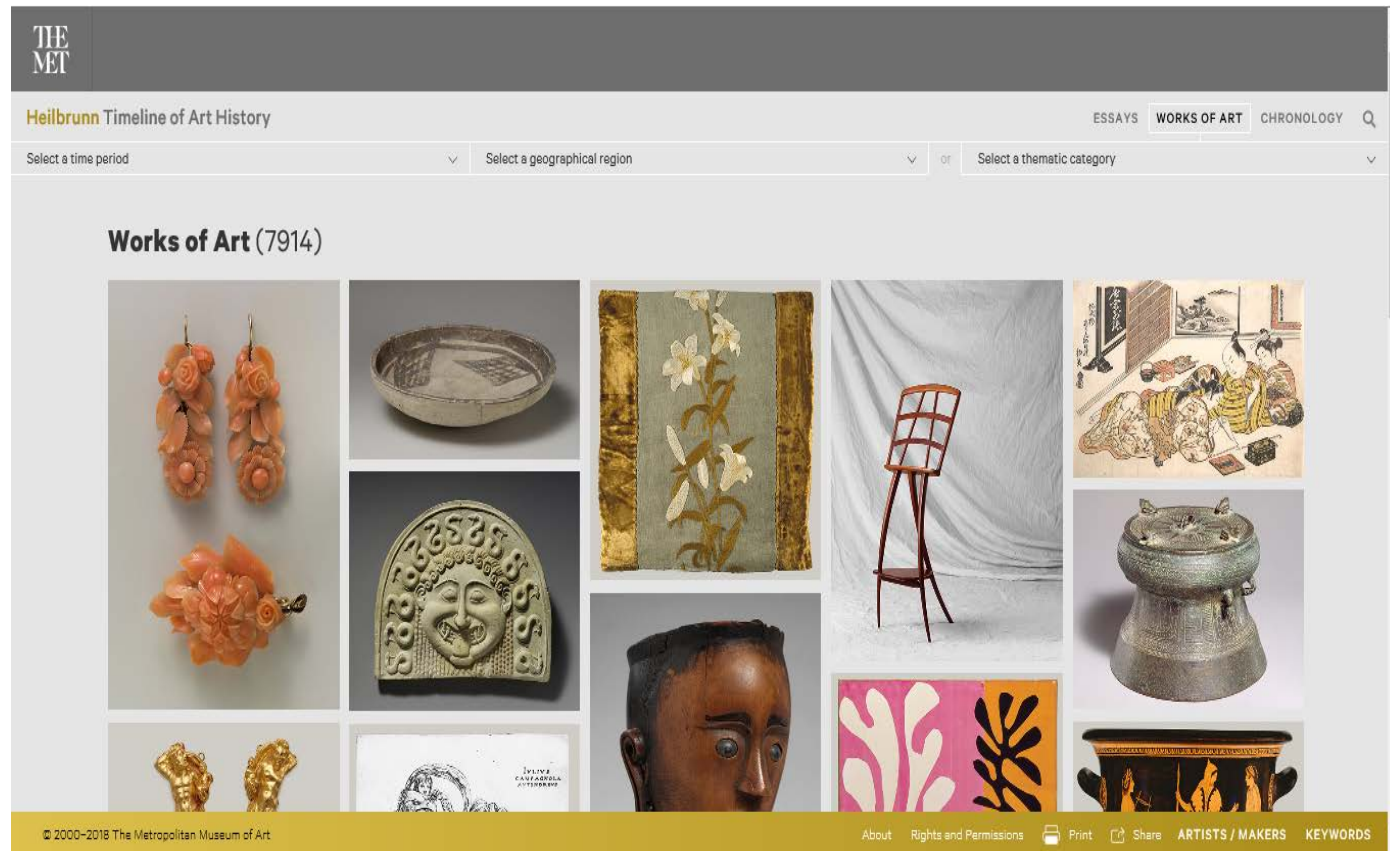 THE
MET
Heilbrunn Timeline of Art History
ESSAYS WORKS OF ART CHRONOLOGY
Select a time period
Select a geographical region
or
Select a thematic category
Works of Art (7914)
IVLIVS
CAMPAGNOLA
© 2000–2018 The Metropolitan Museum of Art
About Rights and Permissions Print Share ARTISTS / MAKERS KEYWORDS